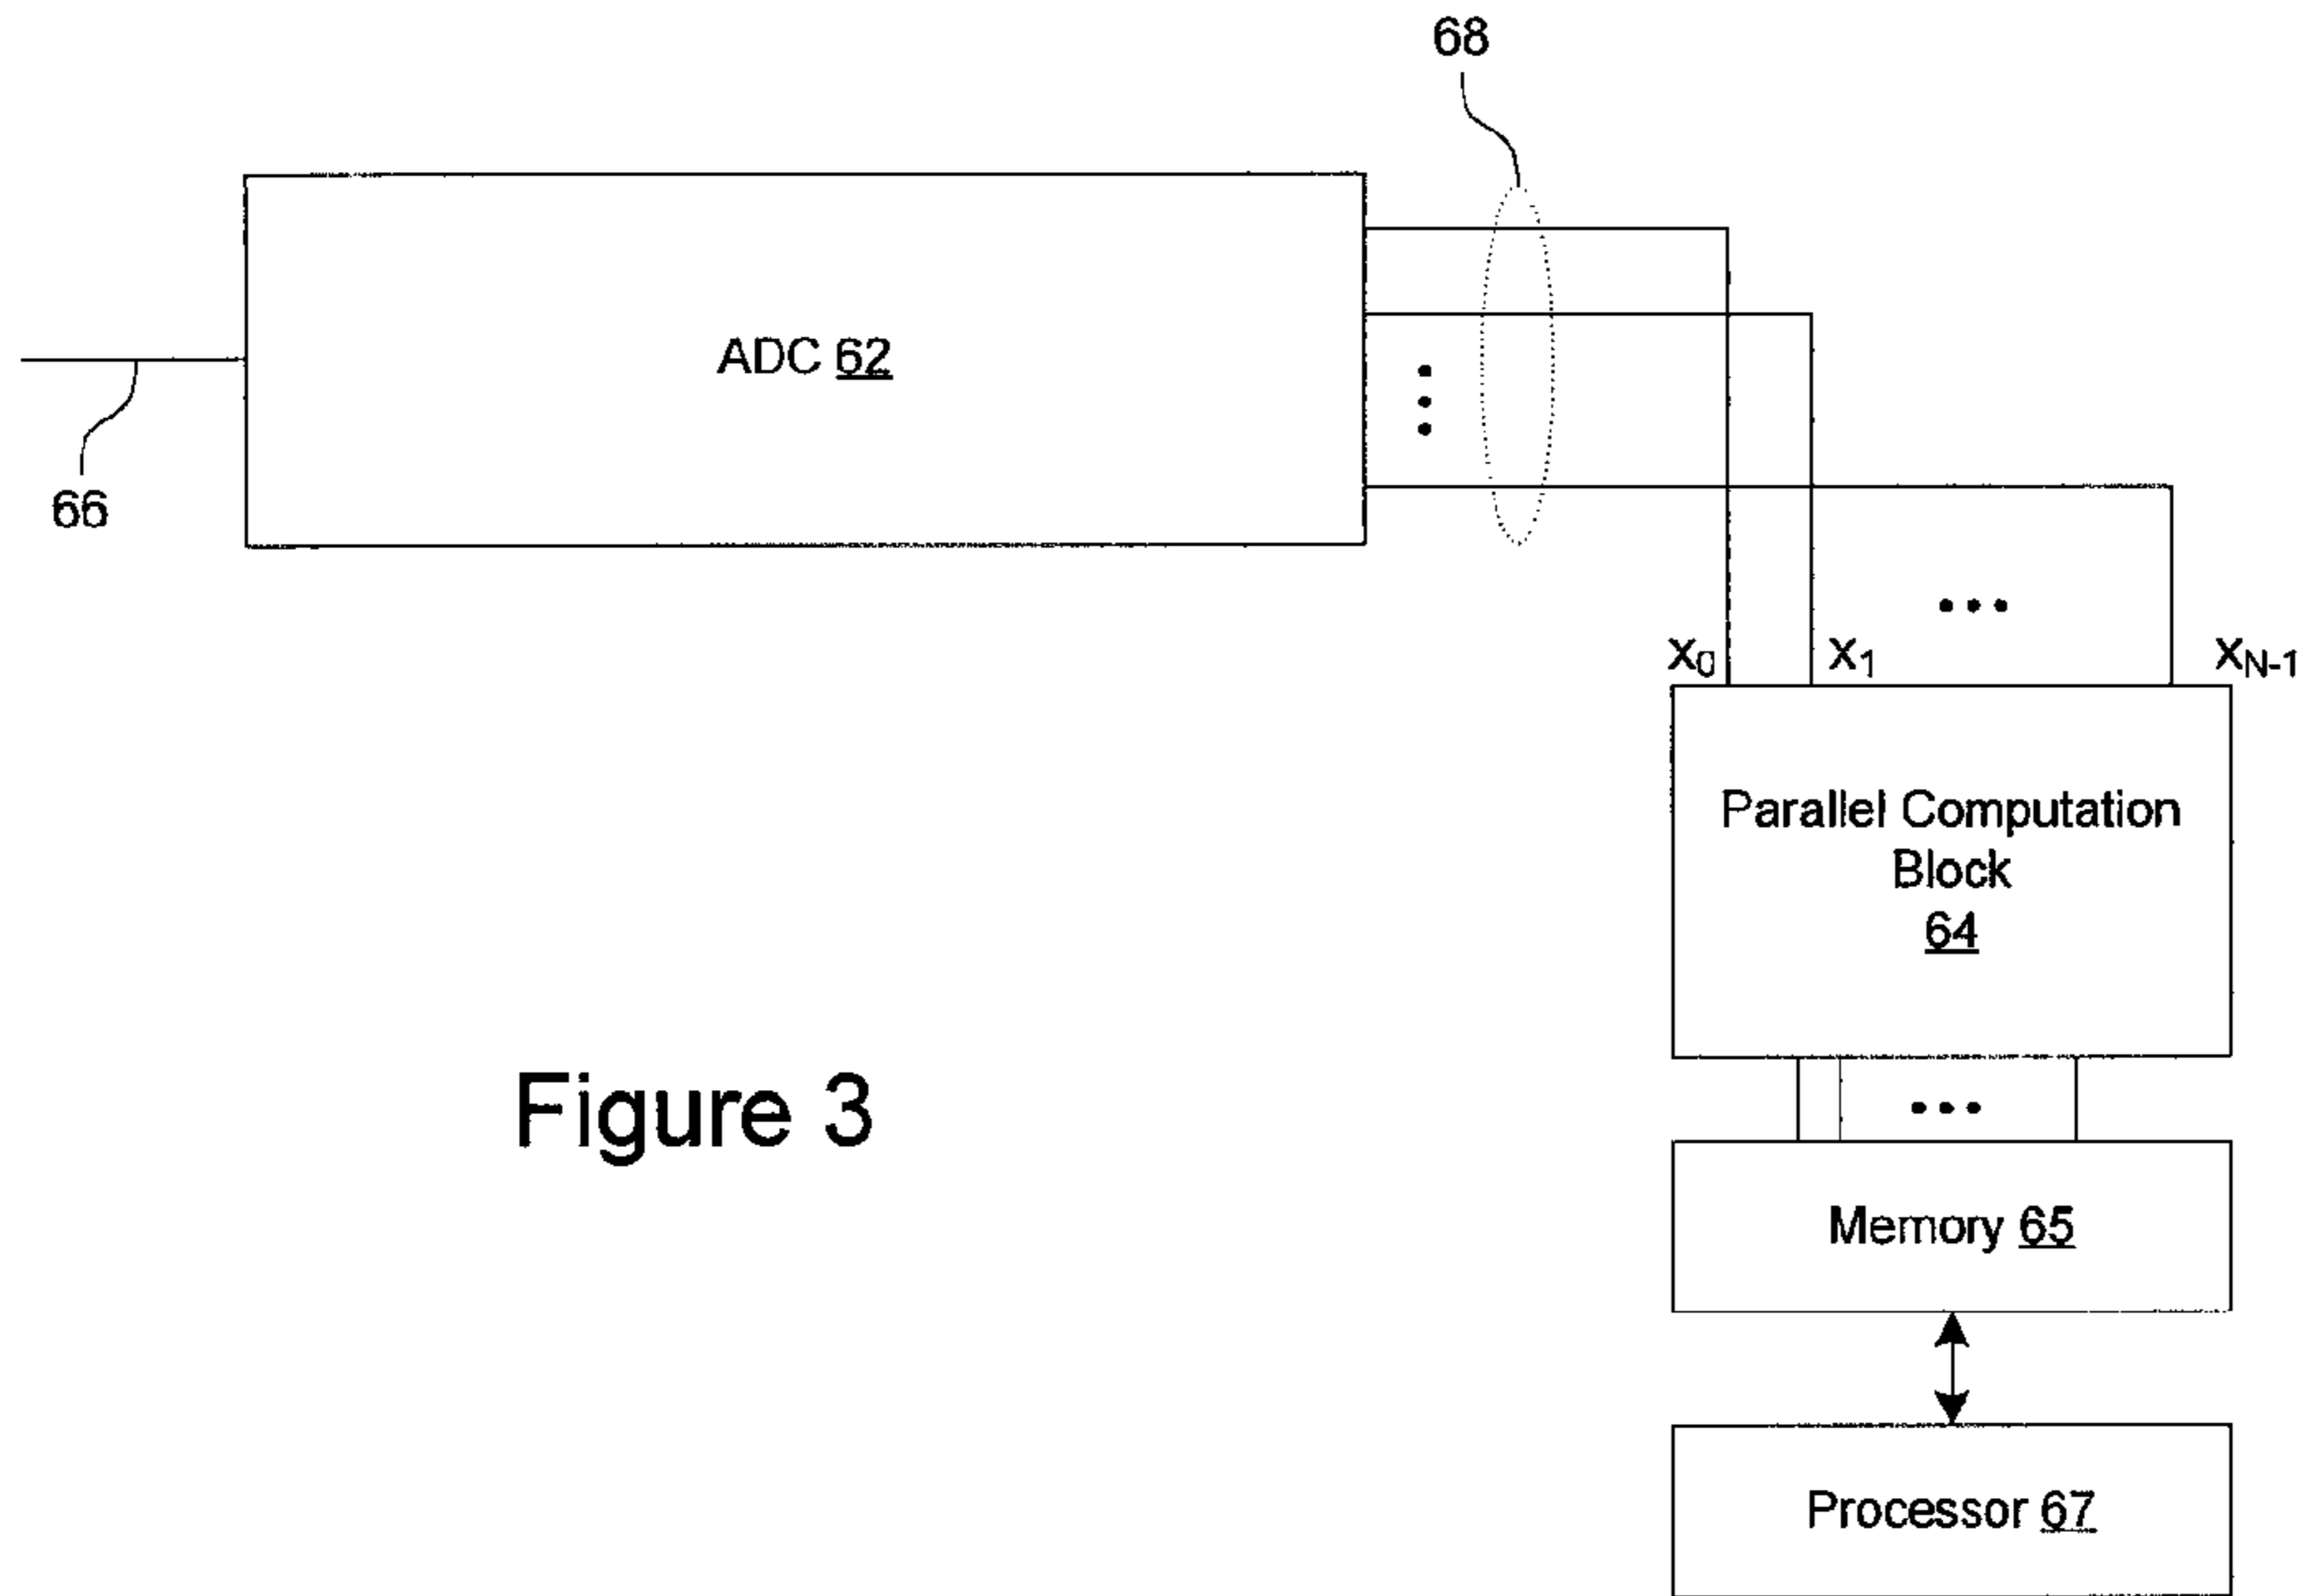 68
ADC 62
66
x0
x1
xN-1
Parallel Computation
Block
64
Figure 3
Memory 65
Processor 67